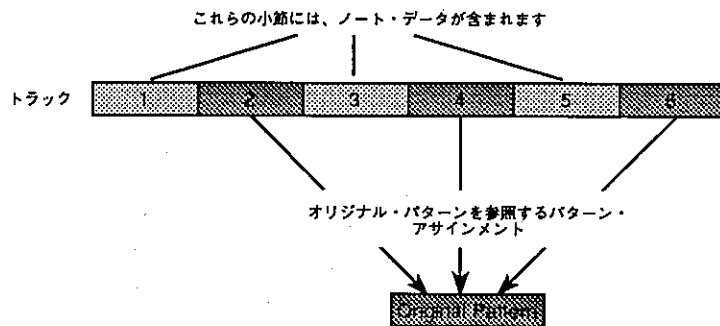 これらの小節には、ノート・データが含まれます
トラック 1 2 3 4 5 6
オリジナル・パターンを参照するパターン・
アサインメント
Original Pattern